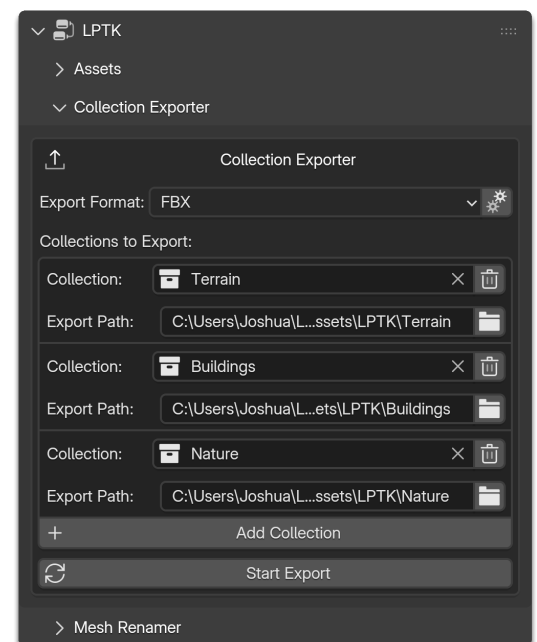 LPTK
Assets
Collection Exporter
Collection Exporter
Export Format: FBX
Collections to Export:
Collection: Terrain
Export Path: C:\Users\Joshua\L...ssets\LPTK\Terrain
Collection: Buildings
Export Path: C:\Users\Joshua\L...ets\LPTK\Buildings
Collection: Nature
Export Path: C:\Users\Joshua\L...ssets\LPTK\Nature
Add Collection
Start Export
Mesh Renamer